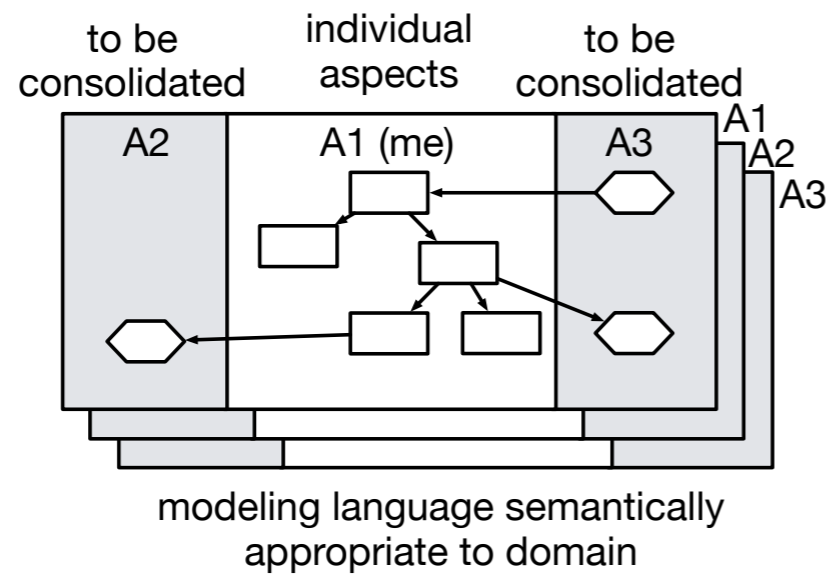 to be
consolidated
individual
aspects
to be
consolidated
A2
A1 (me)
A3
A1
A2
A3
modeling language semantically
appropriate to domain